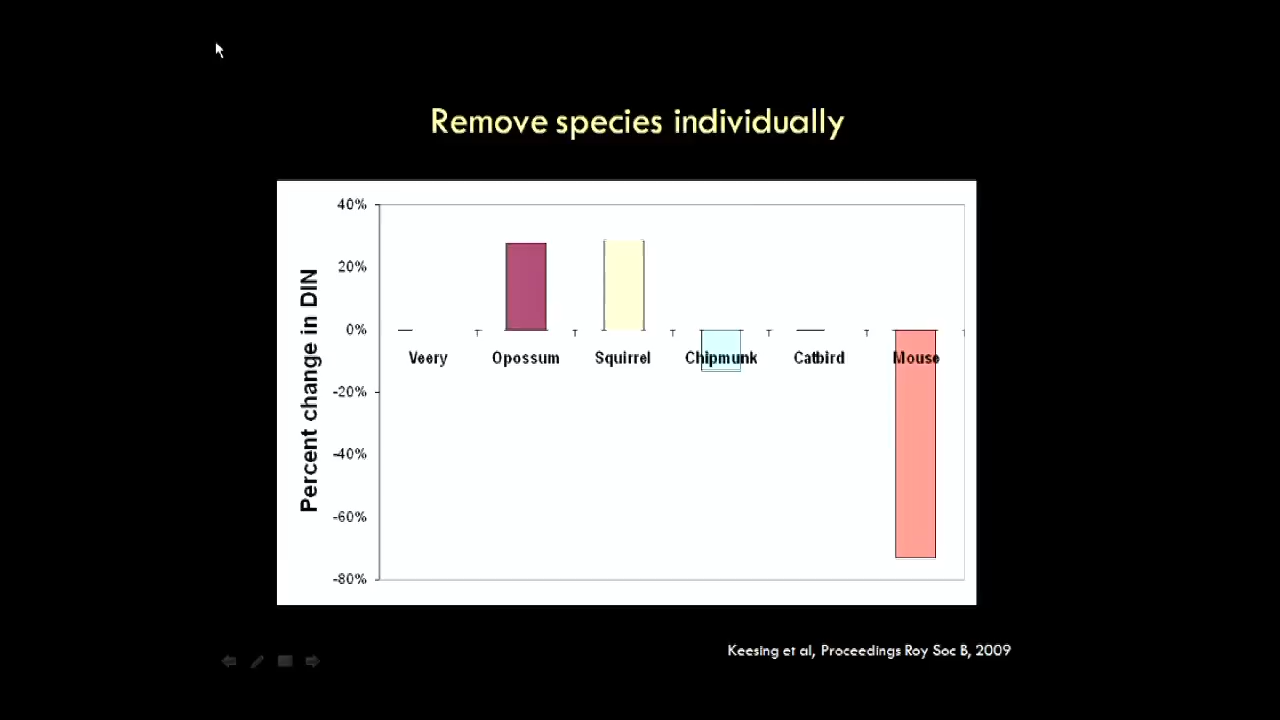 Remove species individually
40%
20%
0%
-20%
-40%
-60%
-80%
Percent change in DIN
Veery
Opossum
Squirrel
Chipmunk
Catbird
Mouse
Keesing et al, Proceedings Roy Soc B, 2009